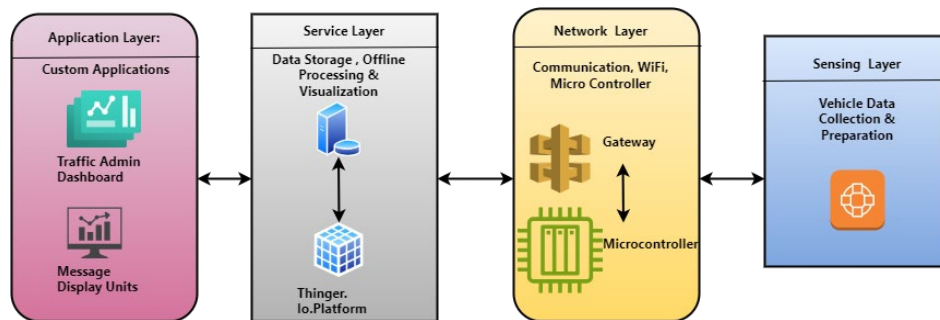 Application Layer:
Custom Applications
Traffic Admin
Dashboard
Message
Display Units
Service Layer
Data Storage , Offline
Processing &
Visualization
Thinger.
Io.Platform
Network Layer
Communication, WiFi,
Micro Controller
Gateway
Microcontroller
Sensing Layer
Vehicle Data
Collection &
Preparation